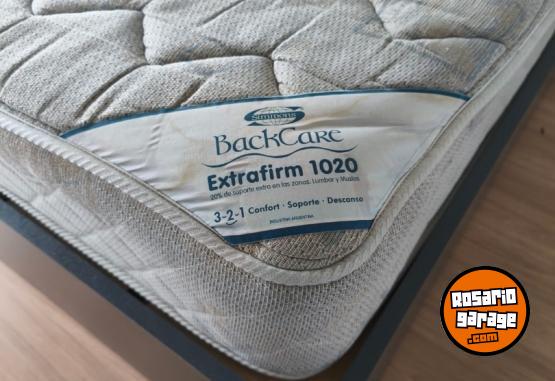 Simmons
BackCare
Extrafirm 1020
20% de soporte extra en las zonas: Lumbar y Muslos
3-2-1 Confort · Soporte · Descanso
INDUSTRIA ARGENTINA
ROSARIO
garage
.com